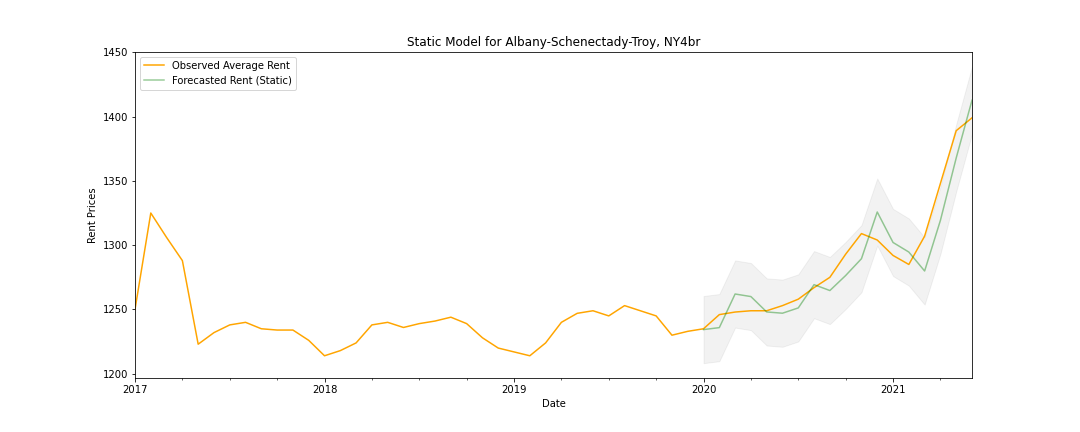 Static Model for Albany-Schenectady-Troy, NY4br
Observed Average Rent
Forecasted Rent (Static)
1450
1400
1350
1300
1250
1200
Rent Prices
2017 2018 2019 2020 2021
Date